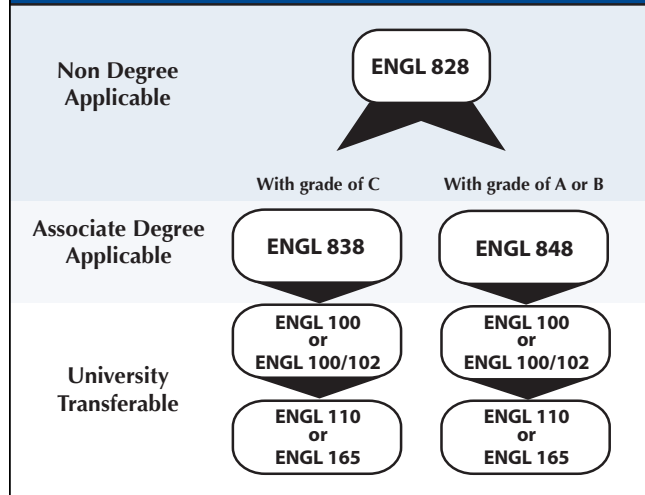 Non Degree
Applicable
ENGL 828
With grade of C
With grade of A or B
Associate Degree
Applicable
ENGL 838
ENGL 848
University
Transferable
ENGL 100
or
ENGL 100/102
ENGL 100
or
ENGL 100/102
ENGL 110
or
ENGL 165
ENGL 110
or
ENGL 165